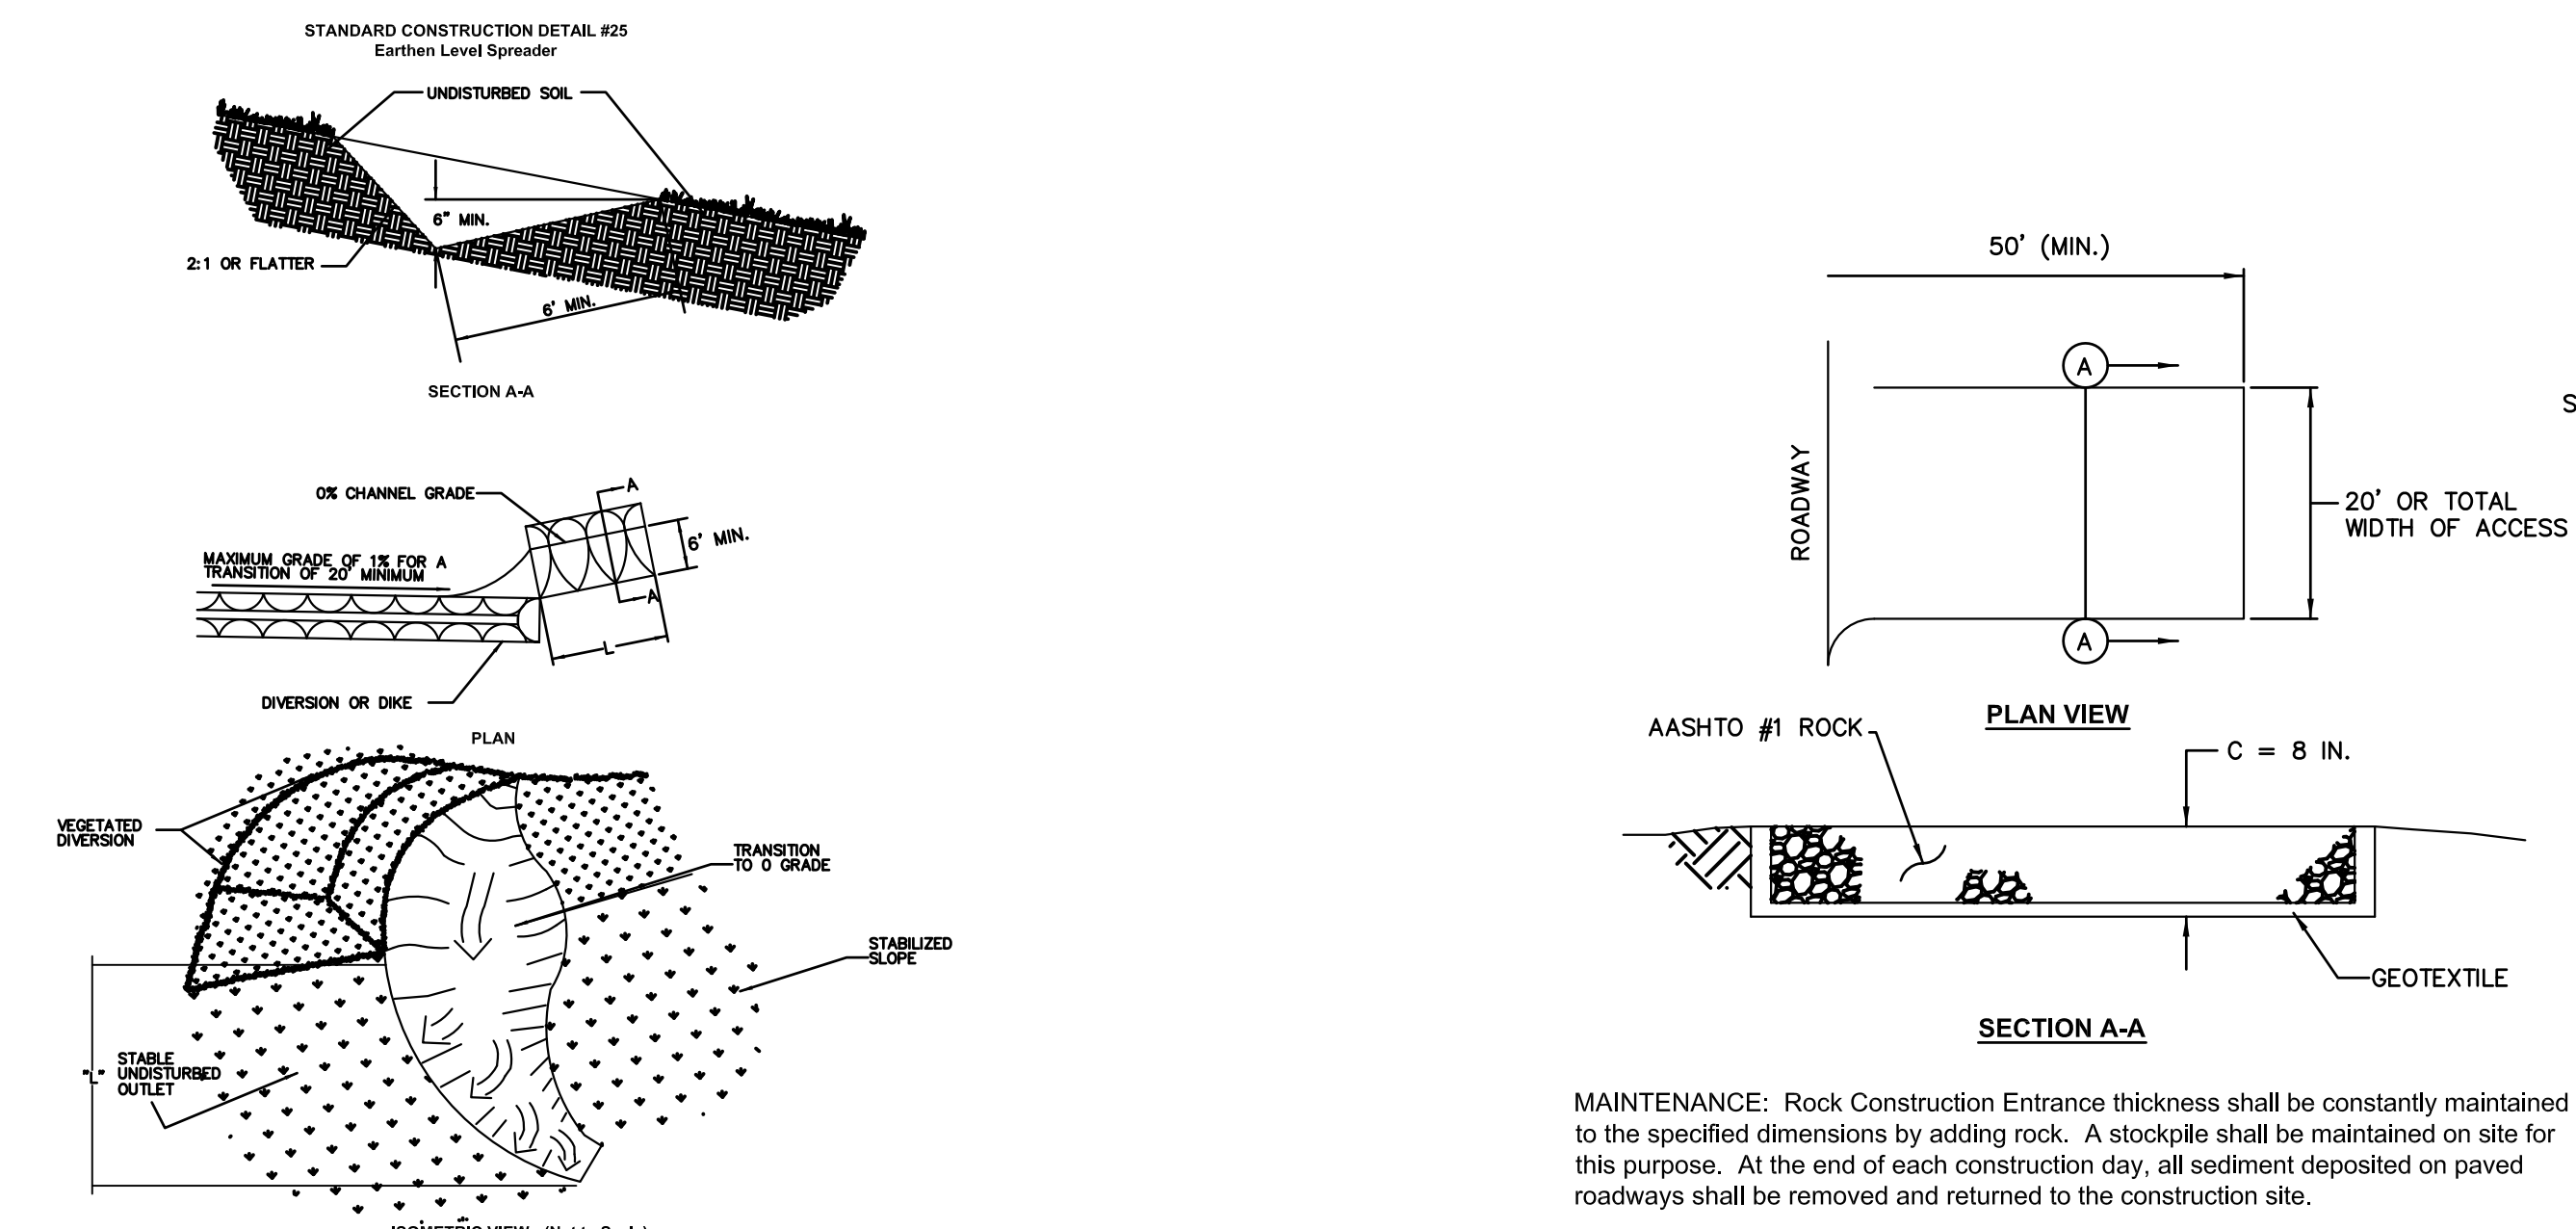 STANDARD CONSTRUCTION DETAIL #25
Earthen Level Spreader
UNDISTURBED SOIL
6" MIN.
2:1 OR FLATTER
6' MIN.
SECTION A-A
0% CHANNEL GRADE
A
6' MIN.
MAXIMUM GRADE OF 1% FOR A
TRANSITION OF 20' MINIMUM
A
L
DIVERSION OR DIKE
PLAN
VEGETATED
DIVERSION
TRANSITION
TO 0 GRADE
STABILIZED
SLOPE
"L"
STABLE
UNDISTURBED
OUTLET
ISOMETRIC VIEW
50' (MIN.)
A
ROADWAY
20' OR TOTAL
WIDTH OF ACCESS
A
PLAN VIEW
AASHTO #1 ROCK
C = 8 IN.
GEOTEXTILE
SECTION A-A
MAINTENANCE: Rock Construction Entrance thickness shall be constantly maintained
to the specified dimensions by adding rock. A stockpile shall be maintained on site for
this purpose. At the end of each construction day, all sediment deposited on paved
roadways shall be removed and returned to the construction site.